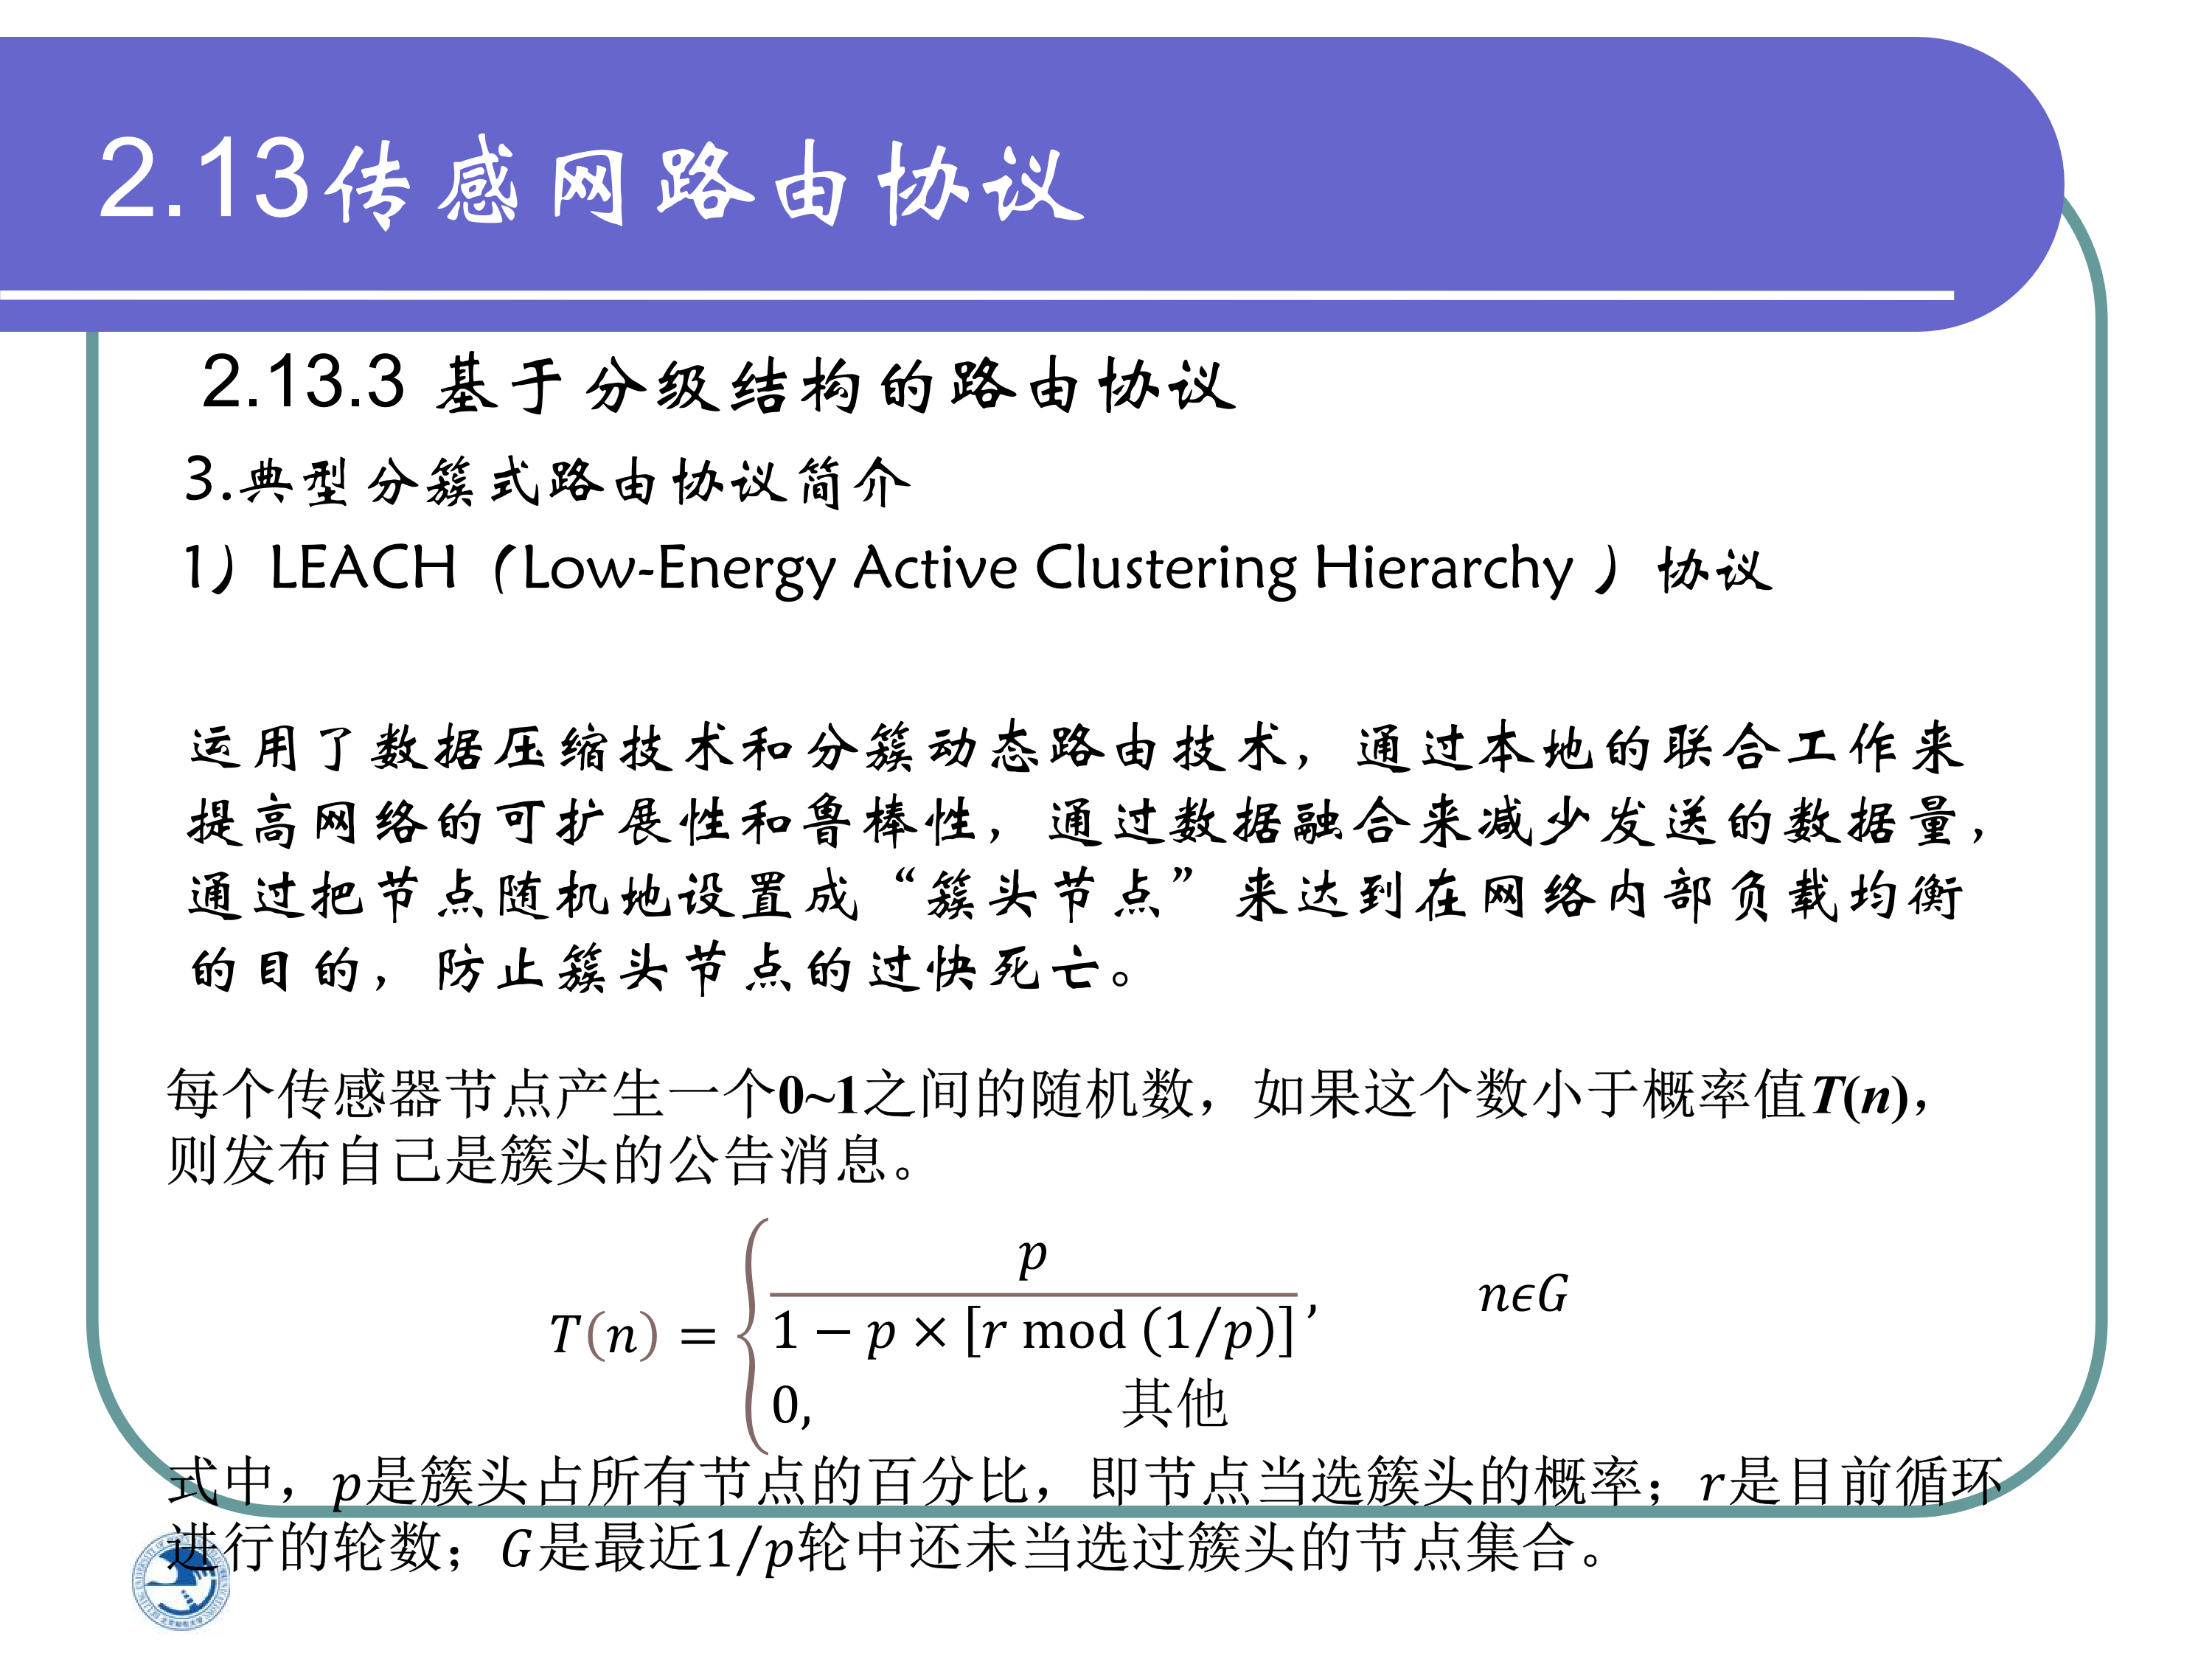 2.13传感网路由协议
2.13.3 基于分级结构的路由协议
3.典型分簇式路由协议简介
1）LEACH（Low-Energy Active Clustering Hierarchy ）协议
运用了数据压缩技术和分簇动态路由技术，通过本地的联合工作来
提高网络的可扩展性和鲁棒性，通过数据融合来减少发送的数据量，
通过把节点随机地设置成“簇头节点”来达到在网络内部负载均衡
的目的，防止簇头节点的过快死亡。
每个传感器节点产生一个0~1之间的随机数，如果这个数小于概率值T(n)，
则发布自己是簇头的公告消息。
T(n) = { p / (1 − p × [r mod (1/p)]) , nϵG
0, 其他
式中，p是簇头占所有节点的百分比，即节点当选簇头的概率；r是目前循环
进行的轮数；G是最近1/p轮中还未当选过簇头的节点集合。